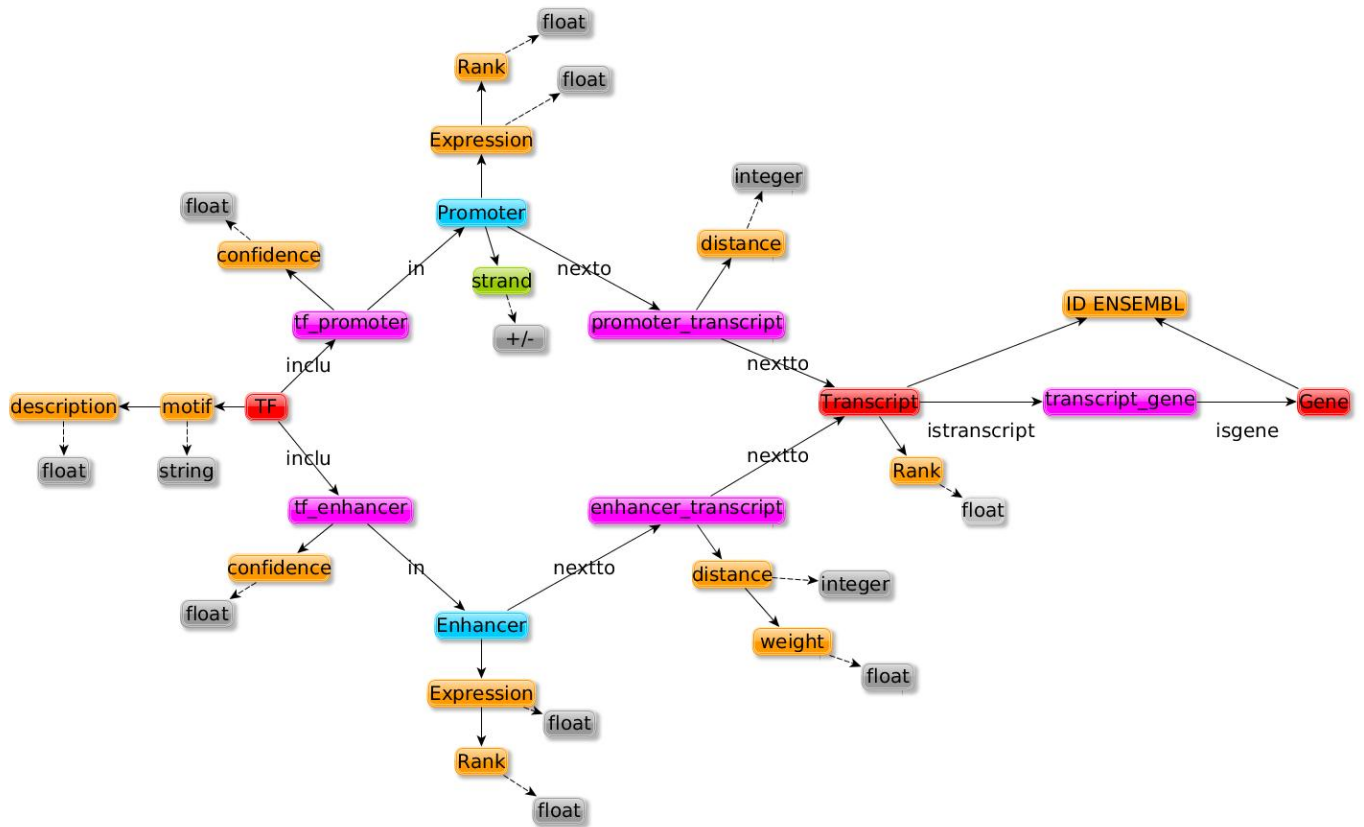 float
Rank
float
Expression
integer
float
Promoter
distance
confidence
in
nexto
strand
ID ENSEMBL
tf_promoter
promoter_transcript
+/-
inclu
nextto
description
motif
TF
Transcript
transcript_gene
Gene
istranscript
isgene
inclu
nextto
float
string
Rank
tf_enhancer
enhancer_transcript
float
confidence
in
nextto
distance
integer
float
Enhancer
weight
float
Expression
float
Rank
float